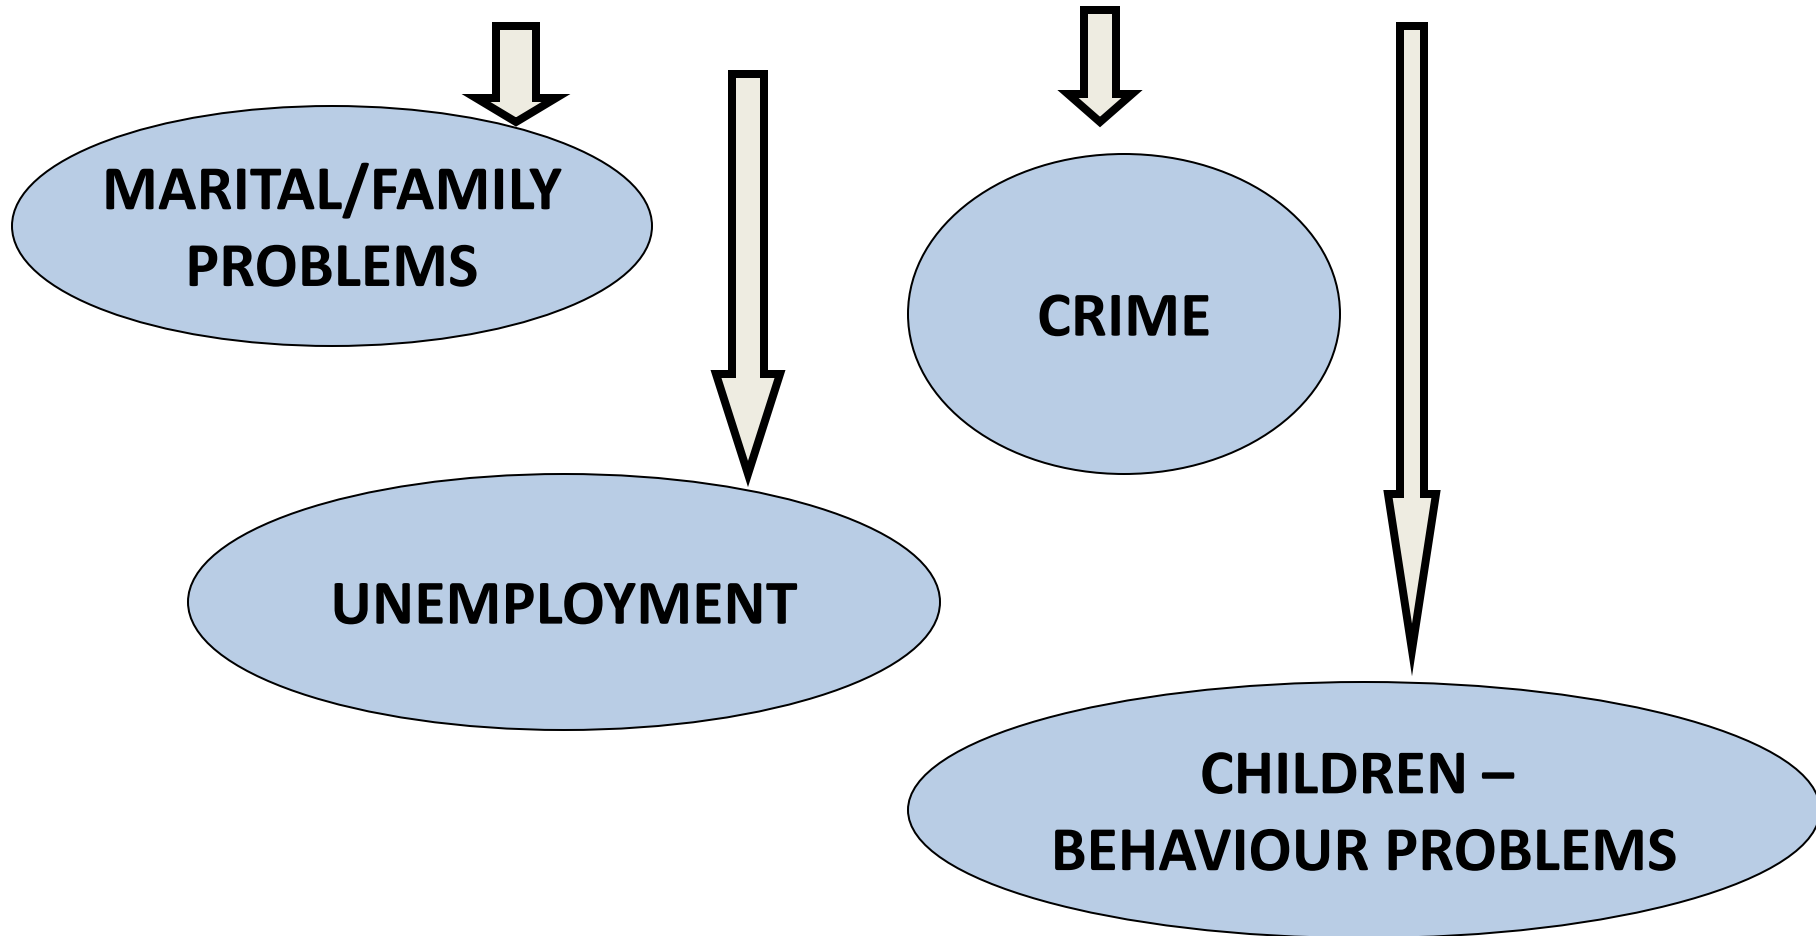 MARITAL/FAMILY
PROBLEMS
CRIME
UNEMPLOYMENT
CHILDREN –
BEHAVIOUR PROBLEMS